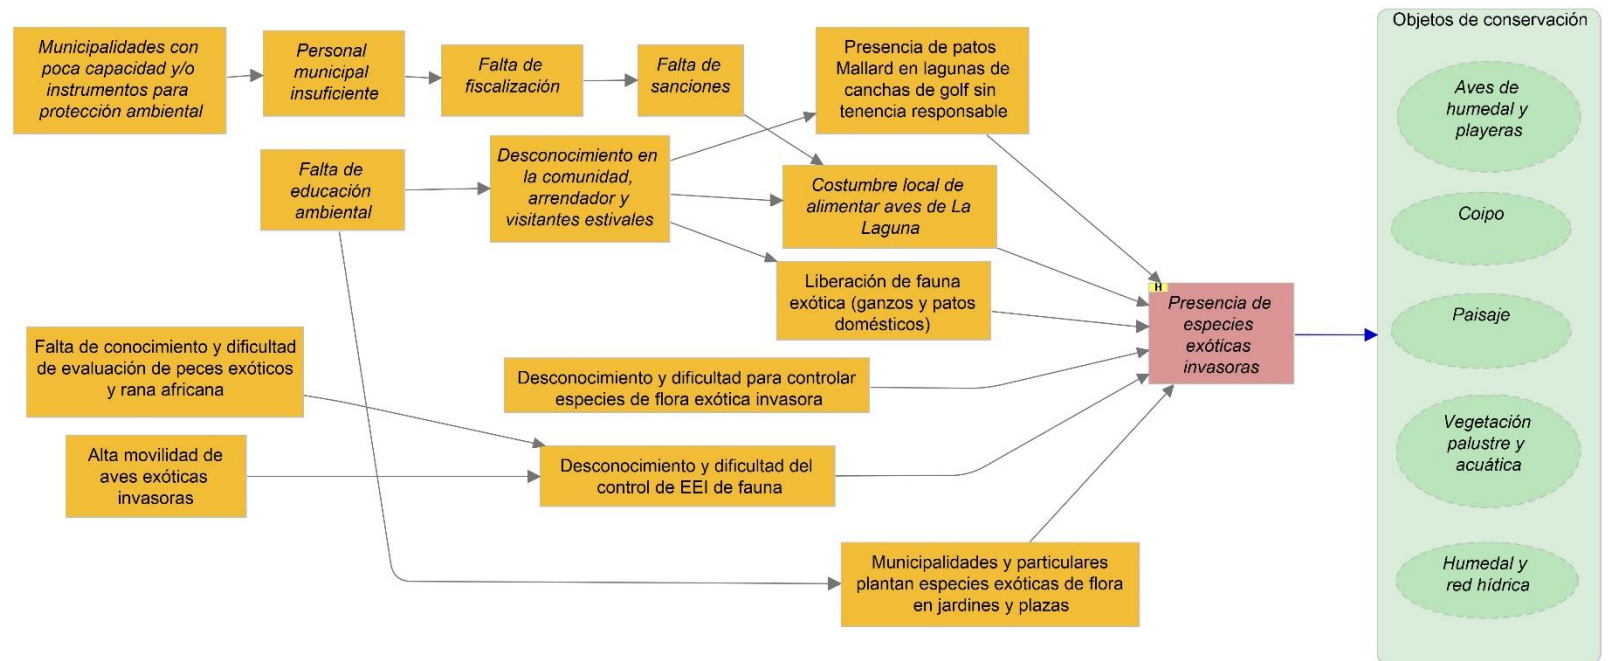 Objetos de conservación
Municipalidades con
poca capacidad y/o
instrumentos para
protección ambiental
Personal
municipal
insuficiente
Falta de
fiscalización
Falta de
sanciones
Presencia de patos
Mallard en lagunas de
canchas de golf sin
tenencia responsable
Falta de
educación
ambiental
Desconocimiento en
la comunidad,
arrendador y
visitantes estivales
Costumbre local de
alimentar aves de La
Laguna
Liberación de fauna
exótica (ganzos y patos
domésticos)
Falta de conocimiento y dificultad
de evaluación de peces exóticos
y rana africana
Desconocimiento y dificultad para controlar
especies de flora exótica invasora
Alta movilidad de
aves exóticas
invasoras
Desconocimiento y dificultad del
control de EEI de fauna
Municipalidades y particulares
plantan especies exóticas de flora
en jardines y plazas
H
Presencia de
especies
exóticas
invasoras
Aves de
humedal y
playeras
Coipo
Paisaje
Vegetación
palustre y
acuática
Humedal y
red hídrica